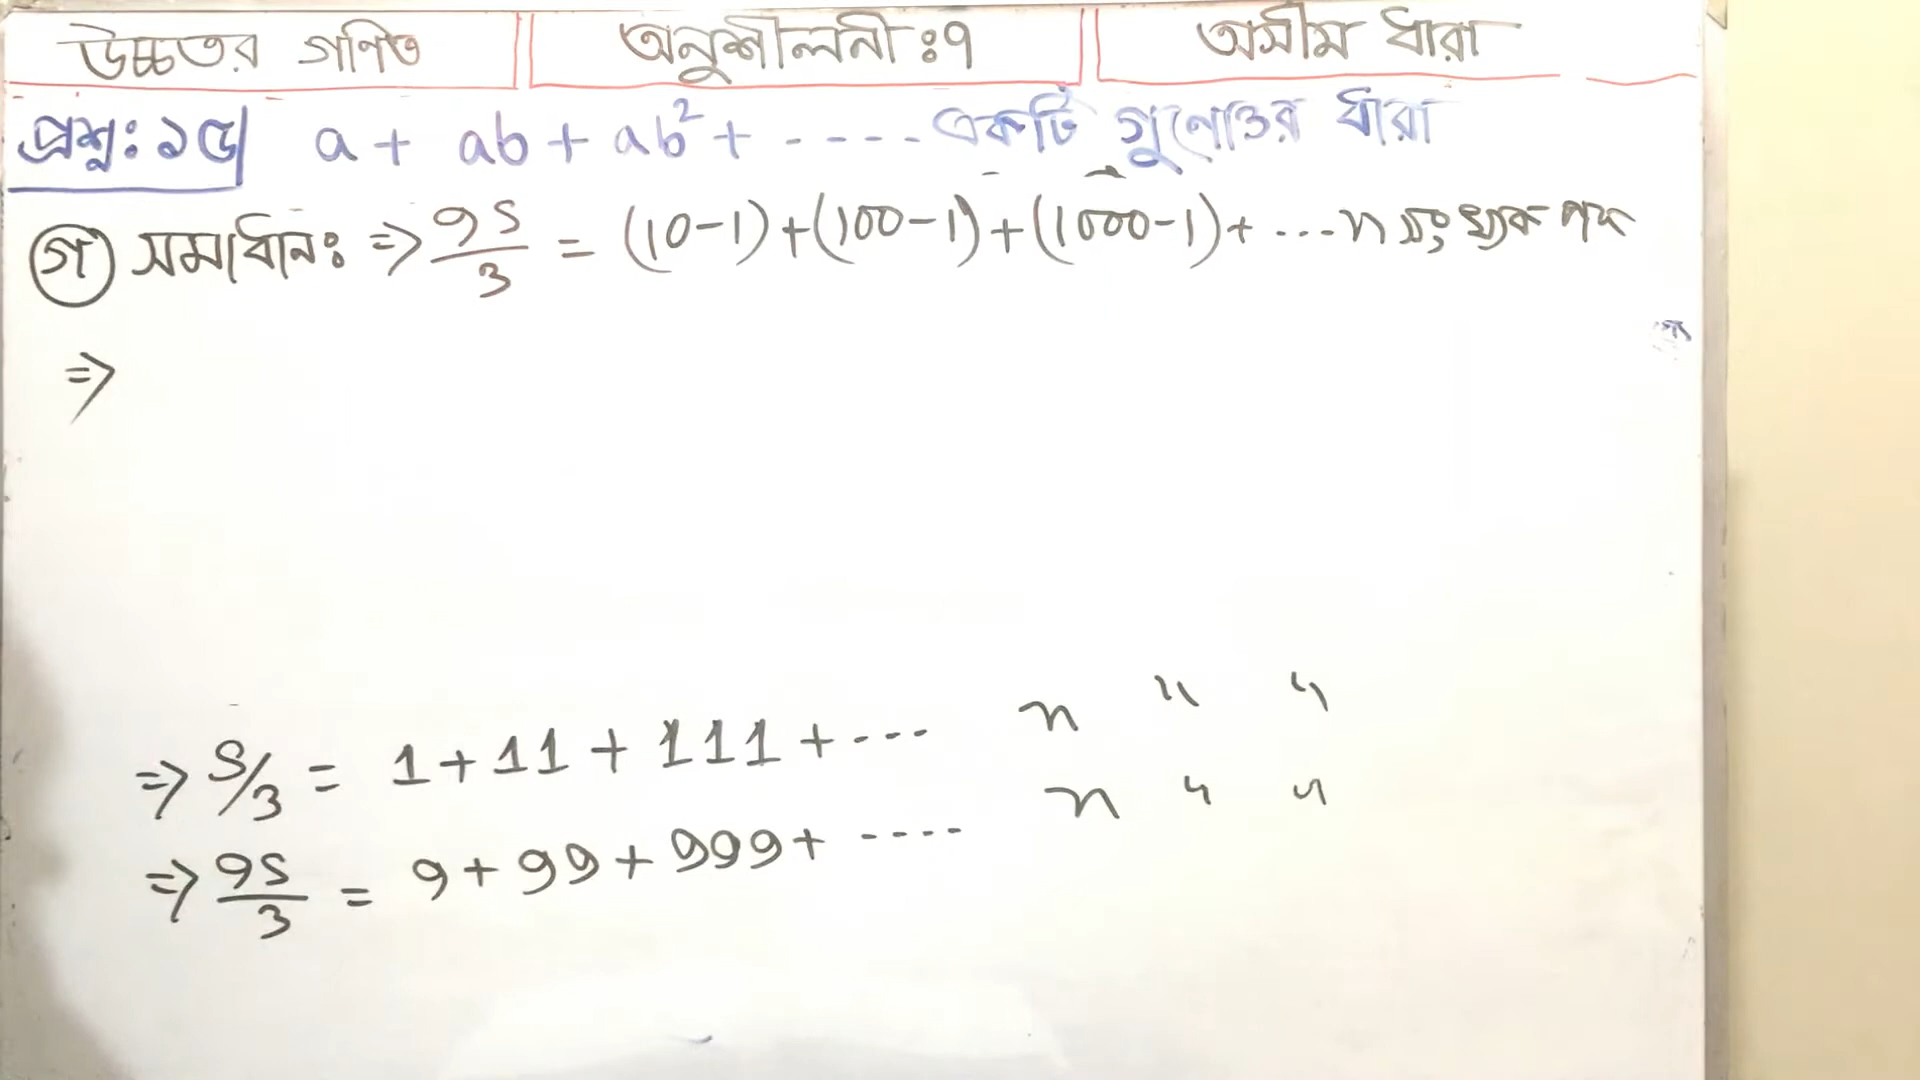 উচ্চতর গণিত অনুশীলনী ঃ ৭ অসীম ধারা
প্রশ্ন: ১৫| a + ab + ab² + ---- একটি গুনোত্তর ধারা
গ সমাধানঃ ⇒ 9S/3 = (10-1)+(100-1)+(1000-1)+ ... n সংখ্যক পদ
⇒
⇒ S/3 = 1+11+111+--- n " "
⇒ 9S/3 = 9+99+999+ ---- n " "